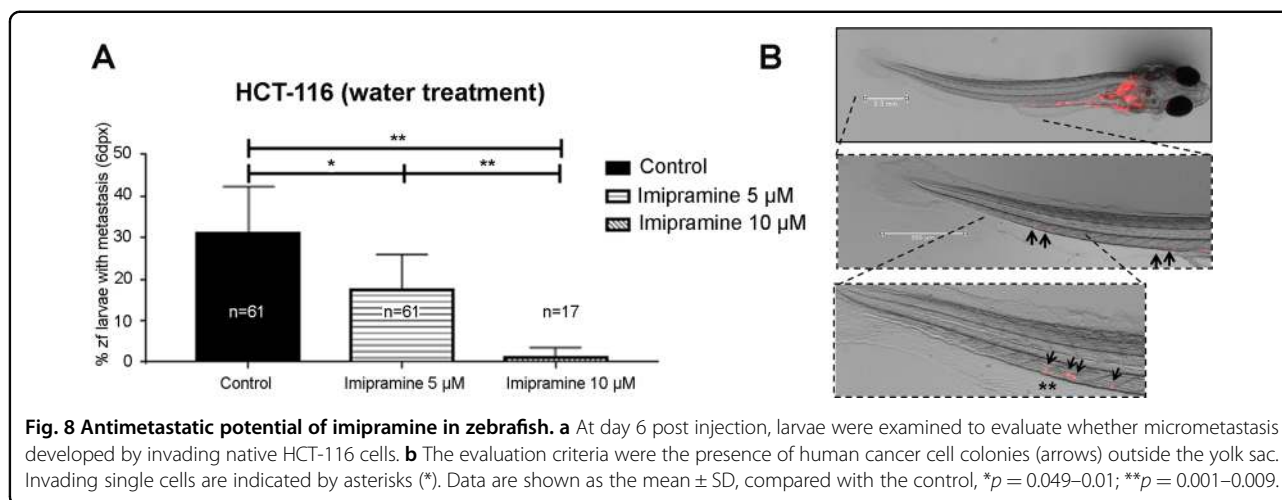 A
HCT-116 (water treatment)
% zf larvae with metastasis (6dpx)
50
40
30
20
10
0
**
*
**
n=61
n=61
n=17
Control
Imipramine 5 µM
Imipramine 10 µM
Control
Imipramine 5 µM
Imipramine 10 µM
B
**
Fig. 8 Antimetastatic potential of imipramine in zebrafish. a At day 6 post injection, larvae were examined to evaluate whether micrometastasis
developed by invading native HCT-116 cells. b The evaluation criteria were the presence of human cancer cell colonies (arrows) outside the yolk sac.
Invading single cells are indicated by asterisks (*). Data are shown as the mean ± SD, compared with the control, *p = 0.049–0.01; **p = 0.001–0.009.